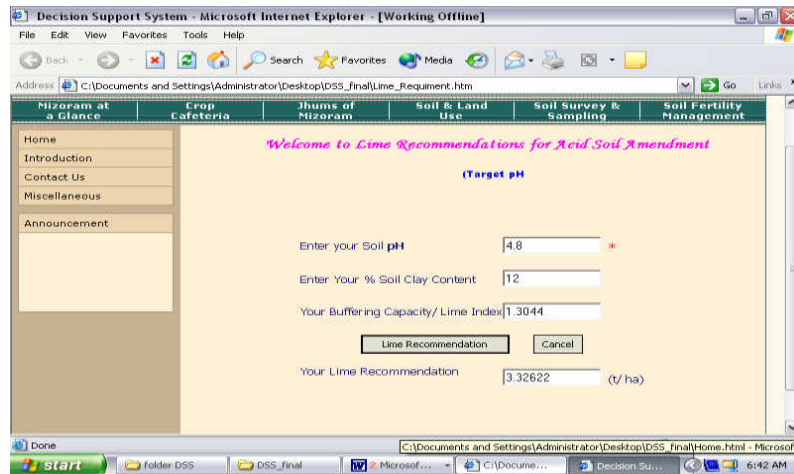 Decision Support System - Microsoft Internet Explorer - [Working Offline]
File Edit View Favorites Tools Help
Back Search Favorites Media
Address C:\Documents and Settings\Administrator\Desktop\DSS_final\Lime_Requiment.htm Go Links
Mizoram at a Glance
Crop Cafeteria
Jhums of Mizoram
Soil & Land Use
Soil Survey & Sampling
Soil Fertility Management
Home
Introduction
Contact Us
Miscellaneous
Announcement
Welcome to Lime Recommendations for Acid Soil Amendment
(Target pH
Enter your Soil pH 4.8 *
Enter Your % Soil Clay Content 12
Your Buffering Capacity/ Lime Index 1.3044
Lime Recommendation Cancel
Your Lime Recommendation 3.32622 (t/ ha)
Done
C:\Documents and Settings\Administrator\Desktop\DSS_final\Home.html - Microsof
start folder DSS DSS_final 2 Microsof... C:\Docume... Decision Su... 6:42 AM